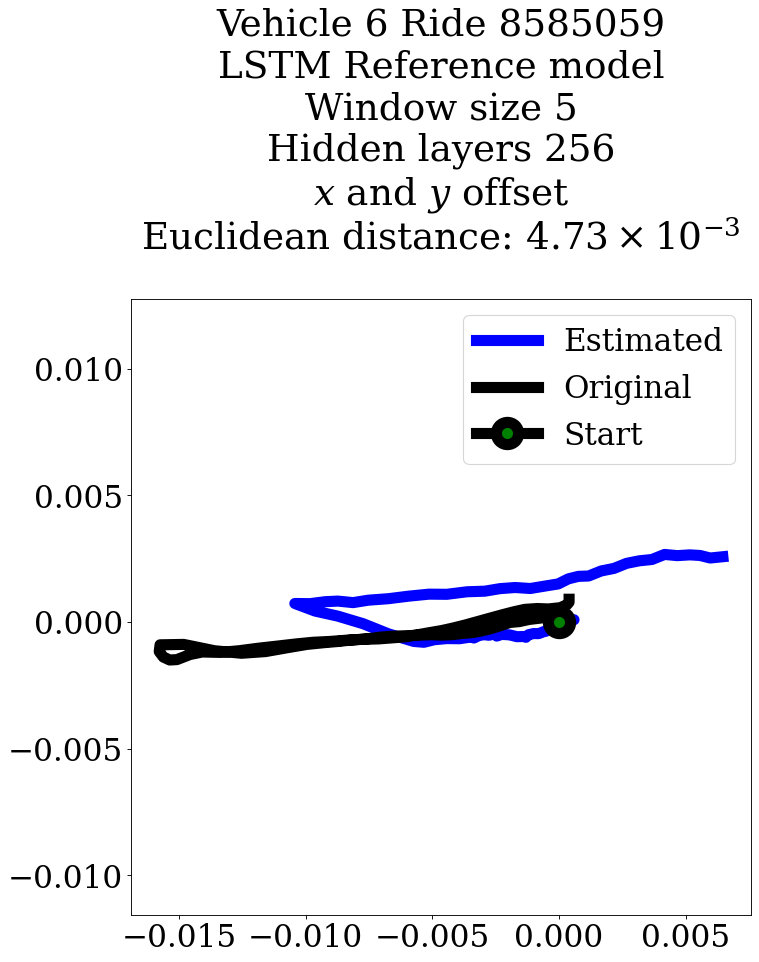 Vehicle 6 Ride 8585059
LSTM Reference model
Window size 5
Hidden layers 256
x and y offset
Euclidean distance: 4.73 × 10⁻³
Estimated
Original
Start
0.010
0.005
0.000
−0.005
−0.010
−0.015 −0.010 −0.005 0.000 0.005